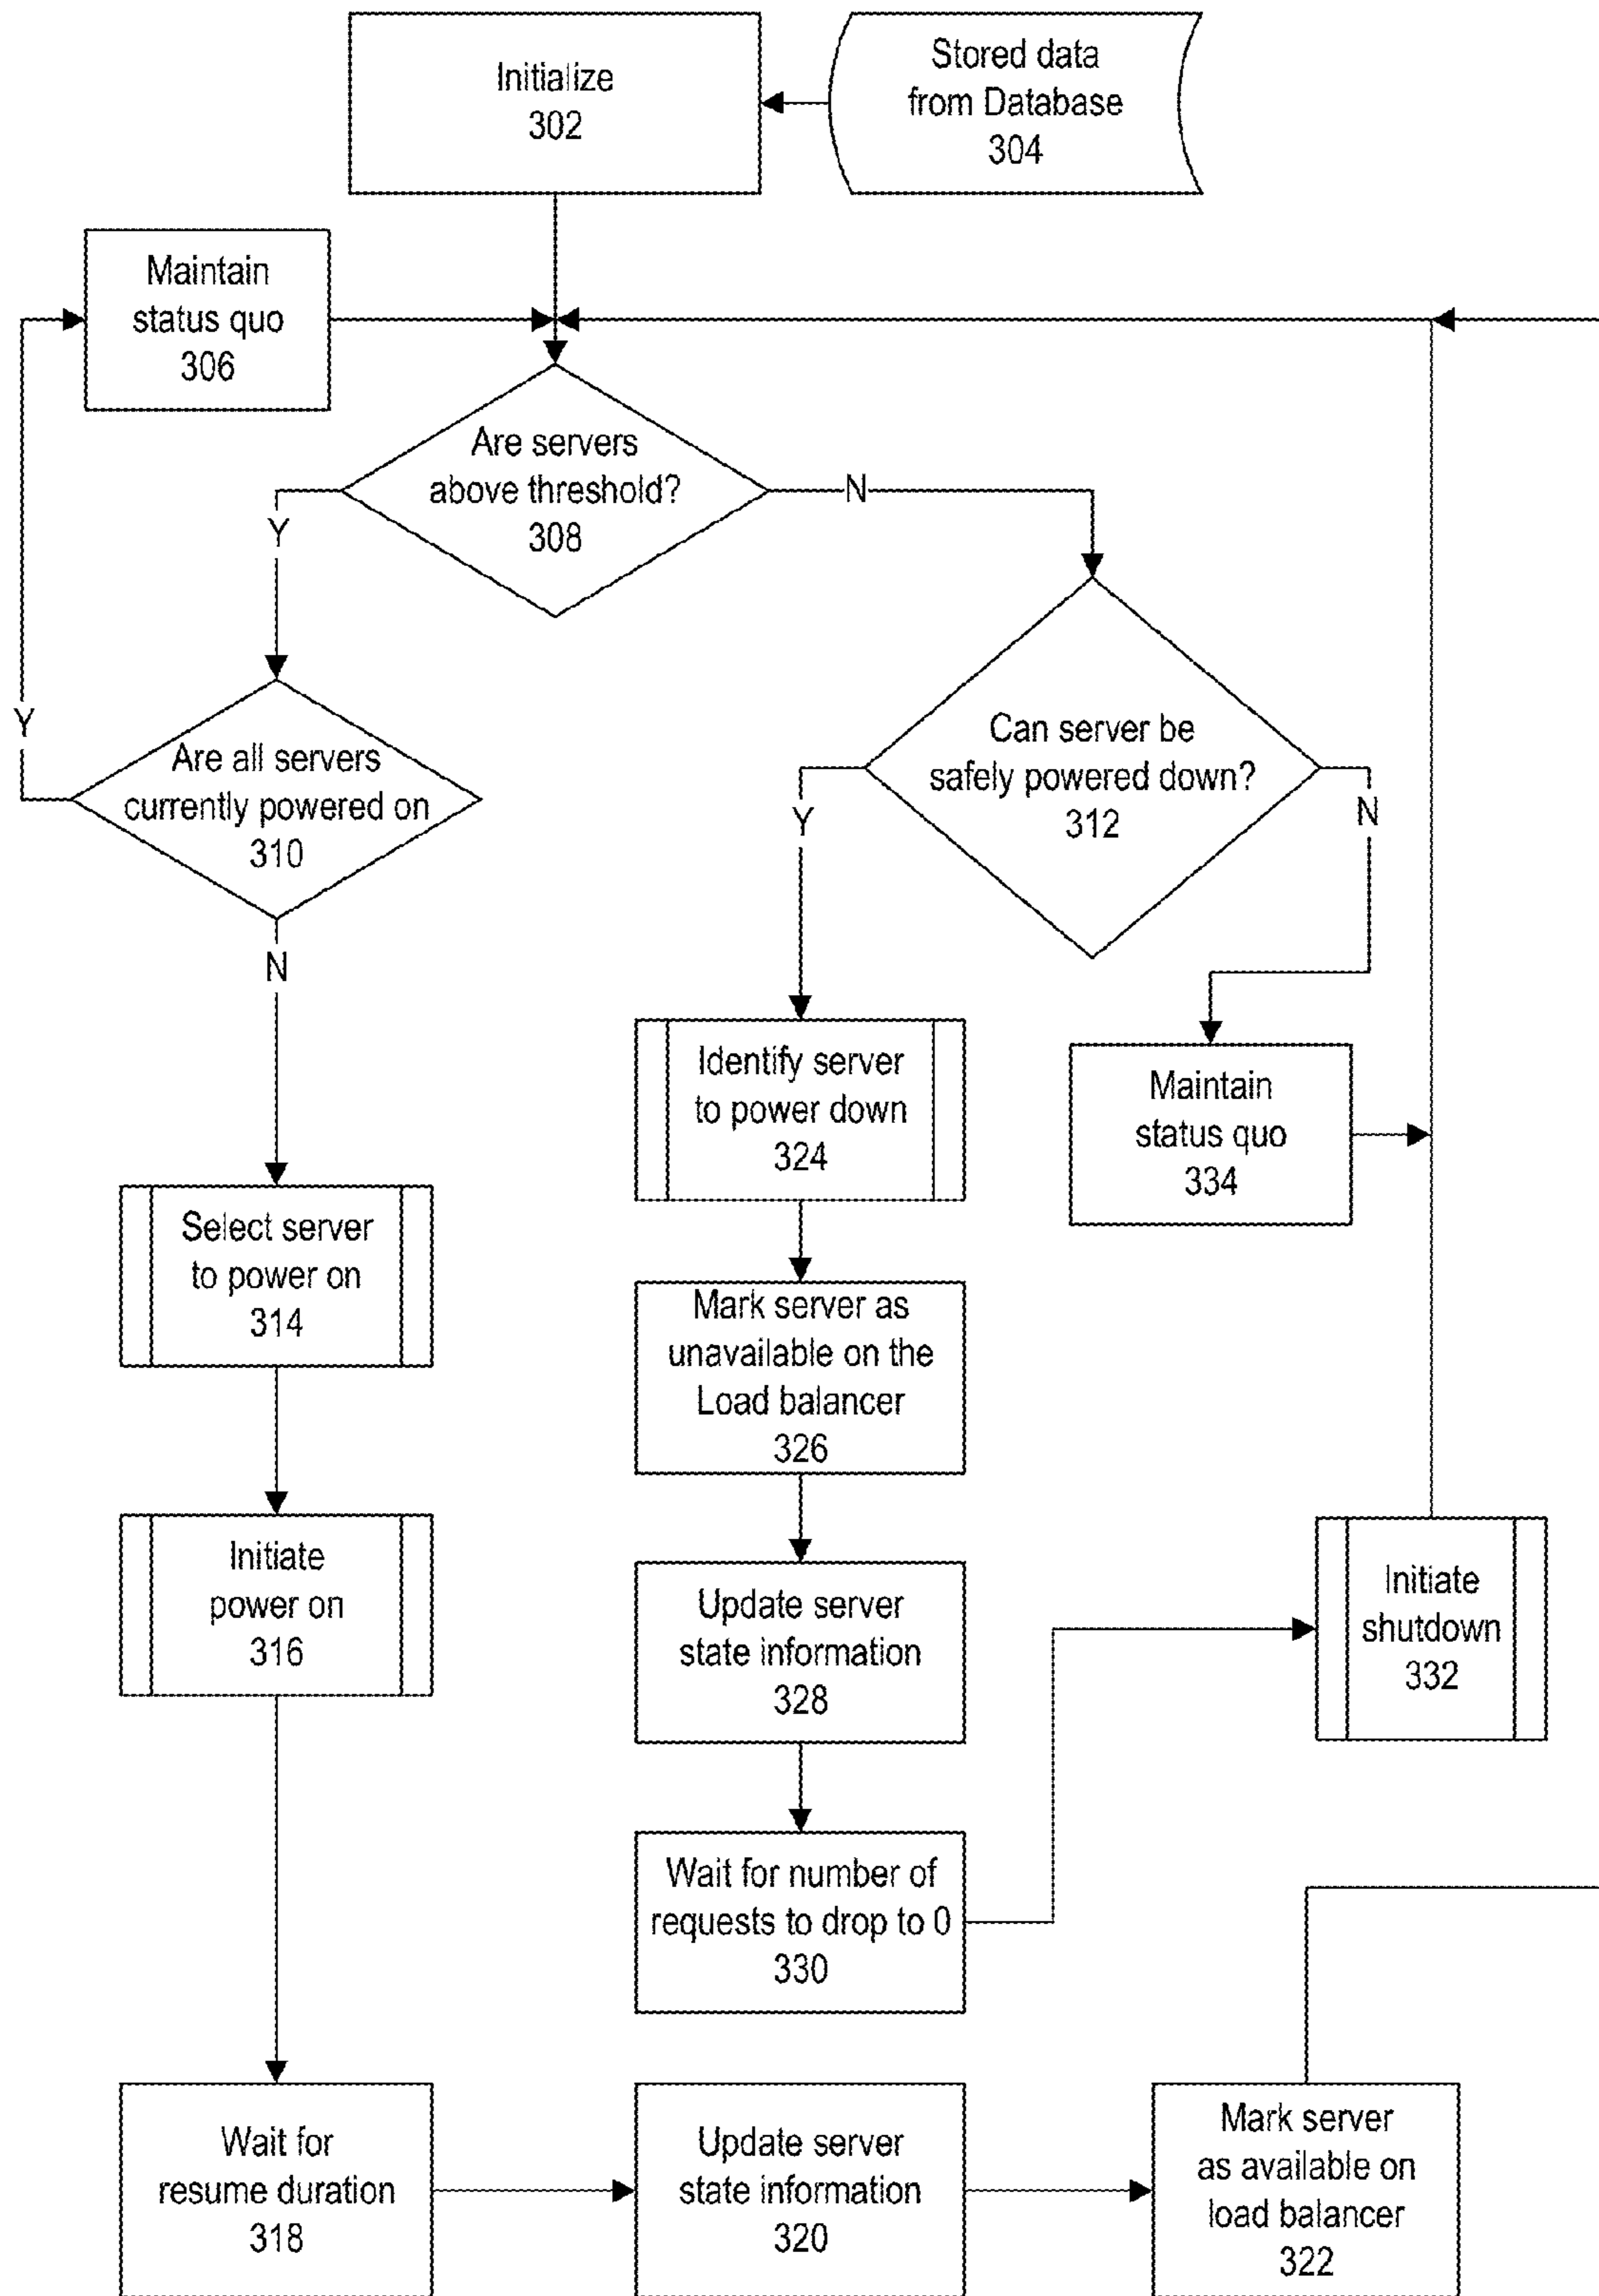 Initialize
302
Stored data
from Database
304
Maintain
status quo
306
Are servers
above threshold?
308
Y
N
Y
Are all servers
currently powered on
310
N
Can server be
safely powered down?
312
Y
N
Identify server
to power down
324
Maintain
status quo
334
Select server
to power on
314
Mark server as
unavailable on the
Load balancer
326
Initiate
power on
316
Update server
state information
328
Initiate
shutdown
332
Wait for number of
requests to drop to 0
330
Wait for
resume duration
318
Update server
state information
320
Mark server
as available on
load balancer
322